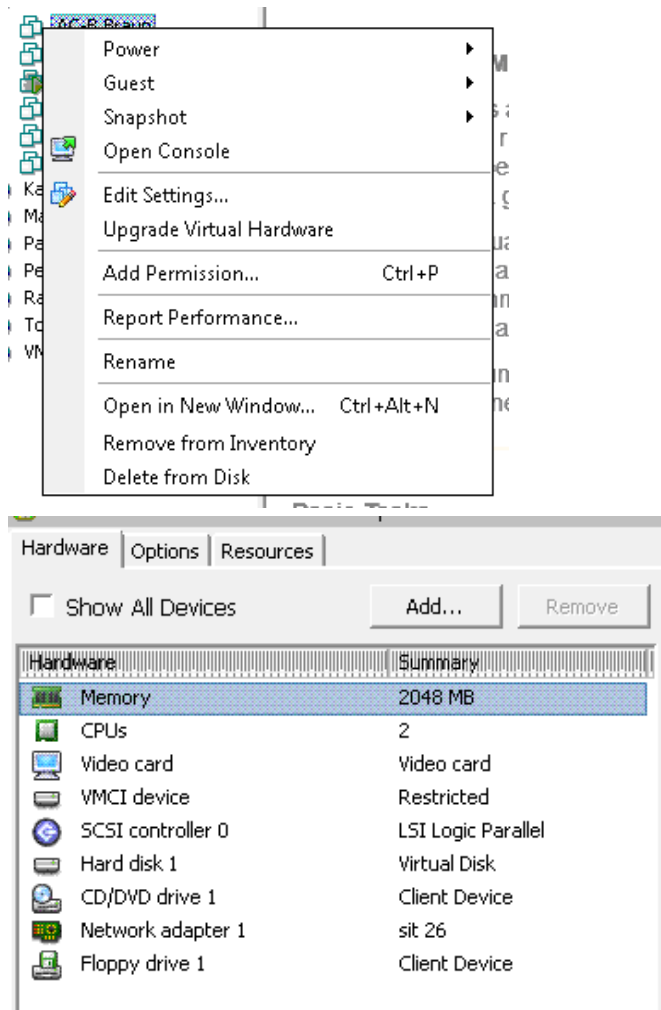 Power
Guest
Snapshot
Open Console
Edit Settings...
Upgrade Virtual Hardware
Add Permission... Ctrl+P
Report Performance...
Rename
Open in New Window... Ctrl+Alt+N
Remove from Inventory
Delete from Disk
Hardware Options Resources
Show All Devices Add... Remove
Hardware Summary
Memory 2048 MB
CPUs 2
Video card Video card
VMCI device Restricted
SCSI controller 0 LSI Logic Parallel
Hard disk 1 Virtual Disk
CD/DVD drive 1 Client Device
Network adapter 1 sit 26
Floppy drive 1 Client Device